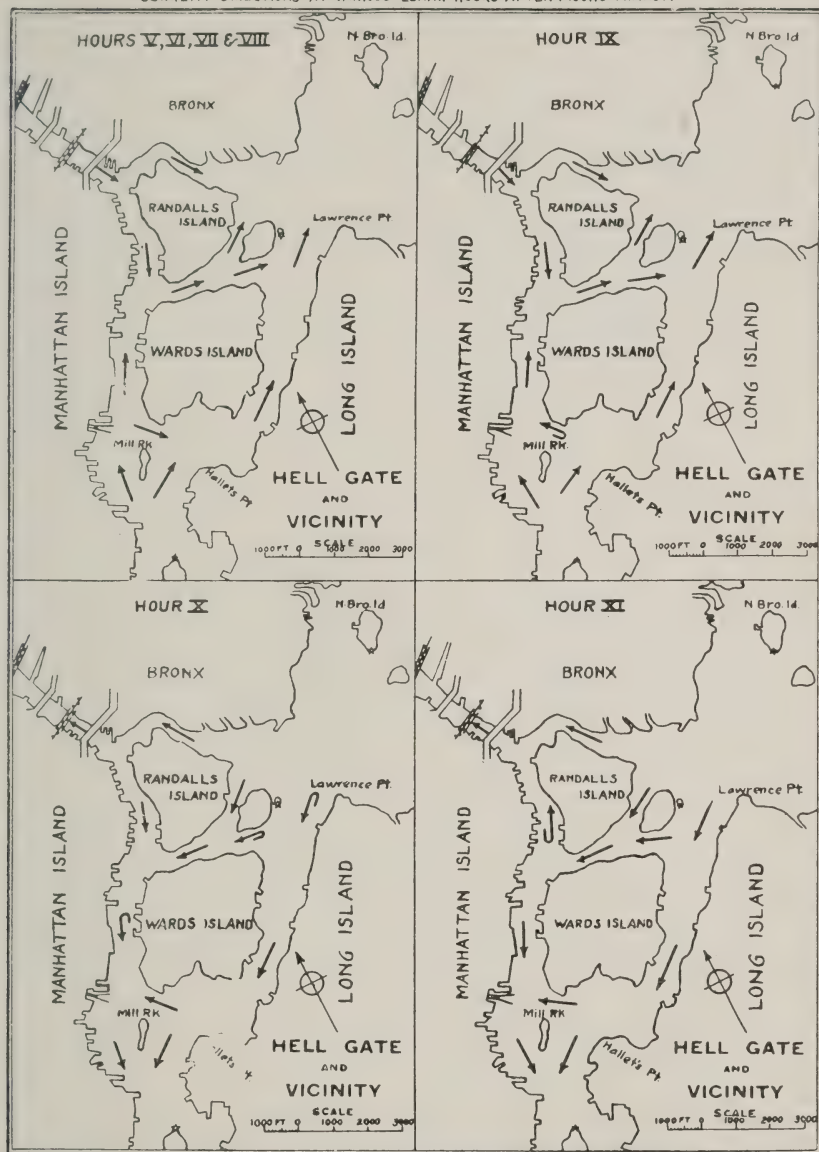 HOURS V, VI, VII & VIII
N. Bro. Id.
BRONX
RANDALLS
ISLAND
Lawrence Pt.
MANHATTAN ISLAND
WARDS ISLAND
LONG ISLAND
Mill Rk
Hallets Pt
HELL GATE
AND
VICINITY
SCALE
1000 FT 0 1000 2000 3000
HOUR IX
N. Bro. Id.
BRONX
RANDALLS
ISLAND
Lawrence Pt.
MANHATTAN ISLAND
WARDS ISLAND
LONG ISLAND
Mill Rk.
Hallets Pt.
HELL GATE
AND
VICINITY
SCALE
1000 FT 0 1000 2000 3000
HOUR X
N. Bro. Id.
BRONX
RANDALLS
ISLAND
Lawrence Pt.
MANHATTAN ISLAND
WARDS ISLAND
LONG ISLAND
Mill Rk
HELL GATE
AND
VICINITY
SCALE
1000 FT 0 1000 2000 3000
HOUR XI
N. Bro. Id.
BRONX
RANDALLS
ISLAND
Lawrence Pt.
MANHATTAN ISLAND
WARDS ISLAND
LONG ISLAND
Mill Rk
Hallet's Pt.
HELL GATE
AND
VICINITY
SCALE
1000 FT 0 1000 2000 3000